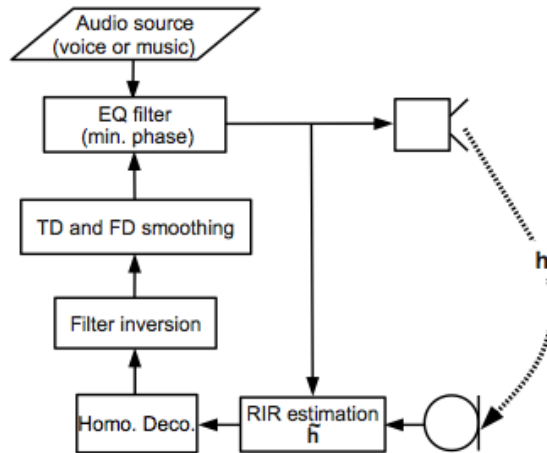 Audio source
(voice or music)
EQ filter
(min. phase)
TD and FD smoothing
h
Filter inversion
Homo. Deco.
RIR estimation
h̃